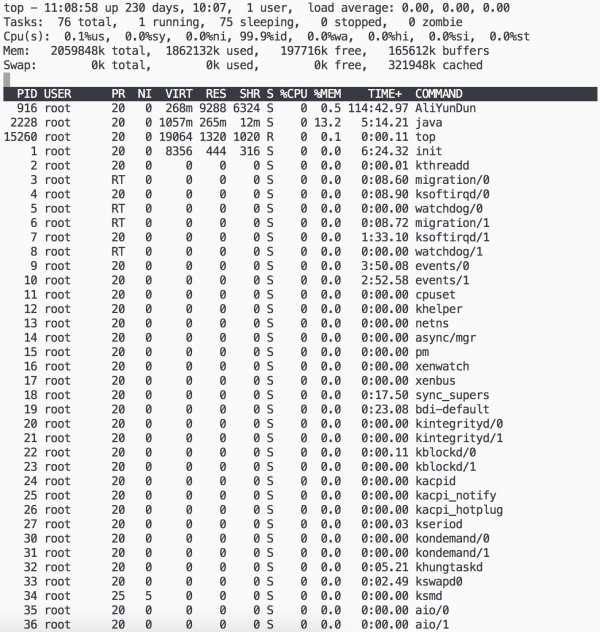 top - 11:08:58 up 230 days, 10:07,  1 user,  load average: 0.00, 0.00, 0.00
Tasks:  76 total,   1 running,  75 sleeping,   0 stopped,   0 zombie
Cpu(s):  0.1%us,  0.0%sy,  0.0%ni, 99.9%id,  0.0%wa,  0.0%hi,  0.0%si,  0.0%st
Mem:   2059848k total,  1862132k used,   197716k free,   165612k buffers
Swap:        0k total,        0k used,        0k free,   321948k cached
  PID USER      PR  NI  VIRT  RES  SHR S %CPU %MEM    TIME+  COMMAND
  916 root      20   0  268m 9288 6324 S    0  0.5 114:42.97 AliYunDun
 2228 root      20   0 1057m 265m  12m S    0 13.2   5:14.21 java
15260 root      20   0 19064 1320 1020 R    0  0.1   0:00.11 top
    1 root      20   0  8356  444  316 S    0  0.0   6:24.32 init
    2 root      20   0     0    0    0 S    0  0.0   0:00.01 kthreadd
    3 root      RT   0     0    0    0 S    0  0.0   0:08.60 migration/0
    4 root      20   0     0    0    0 S    0  0.0   0:08.90 ksoftirqd/0
    5 root      RT   0     0    0    0 S    0  0.0   0:00.00 watchdog/0
    6 root      RT   0     0    0    0 S    0  0.0   0:08.72 migration/1
    7 root      20   0     0    0    0 S    0  0.0   1:33.10 ksoftirqd/1
    8 root      RT   0     0    0    0 S    0  0.0   0:00.00 watchdog/1
    9 root      20   0     0    0    0 S    0  0.0   3:50.08 events/0
   10 root      20   0     0    0    0 S    0  0.0   2:52.58 events/1
   11 root      20   0     0    0    0 S    0  0.0   0:00.00 cpuset
   12 root      20   0     0    0    0 S    0  0.0   0:00.00 khelper
   13 root      20   0     0    0    0 S    0  0.0   0:00.00 netns
   14 root      20   0     0    0    0 S    0  0.0   0:00.00 async/mgr
   15 root      20   0     0    0    0 S    0  0.0   0:00.00 pm
   16 root      20   0     0    0    0 S    0  0.0   0:00.00 xenwatch
   17 root      20   0     0    0    0 S    0  0.0   0:00.00 xenbus
   18 root      20   0     0    0    0 S    0  0.0   0:17.50 sync_supers
   19 root      20   0     0    0    0 S    0  0.0   0:23.08 bdi-default
   20 root      20   0     0    0    0 S    0  0.0   0:00.00 kintegrityd/0
   21 root      20   0     0    0    0 S    0  0.0   0:00.00 kintegrityd/1
   22 root      20   0     0    0    0 S    0  0.0   0:00.11 kblockd/0
   23 root      20   0     0    0    0 S    0  0.0   0:00.00 kblockd/1
   24 root      20   0     0    0    0 S    0  0.0   0:00.00 kacpid
   25 root      20   0     0    0    0 S    0  0.0   0:00.00 kacpi_notify
   26 root      20   0     0    0    0 S    0  0.0   0:00.00 kacpi_hotplug
   27 root      20   0     0    0    0 S    0  0.0   0:00.03 kseriod
   30 root      20   0     0    0    0 S    0  0.0   0:00.00 kondemand/0
   31 root      20   0     0    0    0 S    0  0.0   0:00.00 kondemand/1
   32 root      20   0     0    0    0 S    0  0.0   0:05.21 khungtaskd
   33 root      20   0     0    0    0 S    0  0.0   0:02.49 kswapd0
   34 root      25   5     0    0    0 S    0  0.0   0:00.00 ksmd
   35 root      20   0     0    0    0 S    0  0.0   0:00.00 aio/0
   36 root      20   0     0    0    0 S    0  0.0   0:00.00 aio/1